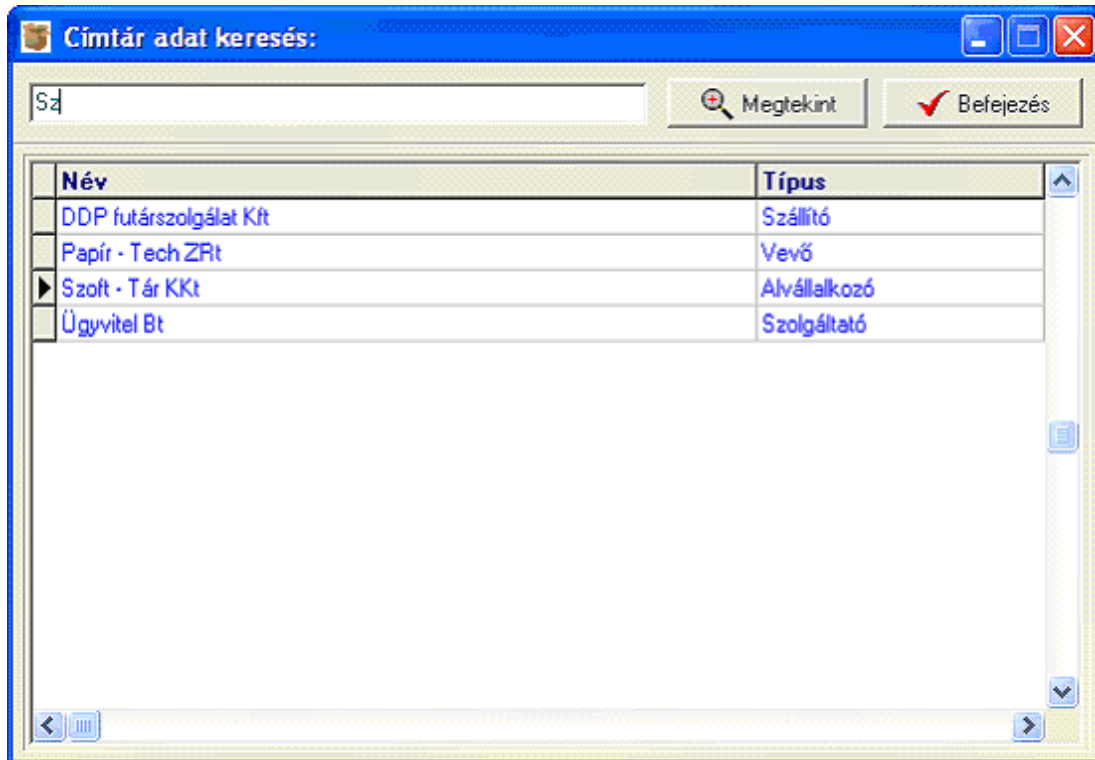 Címtár adat keresés:
Sz Megtekint Befejezés
Név Típus
DDP futárszolgálat Kft Szállító
Papír - Tech ZRt Vevő
Szoft - Tár KKt Alvállalkozó
Ügyvitel Bt Szolgáltató